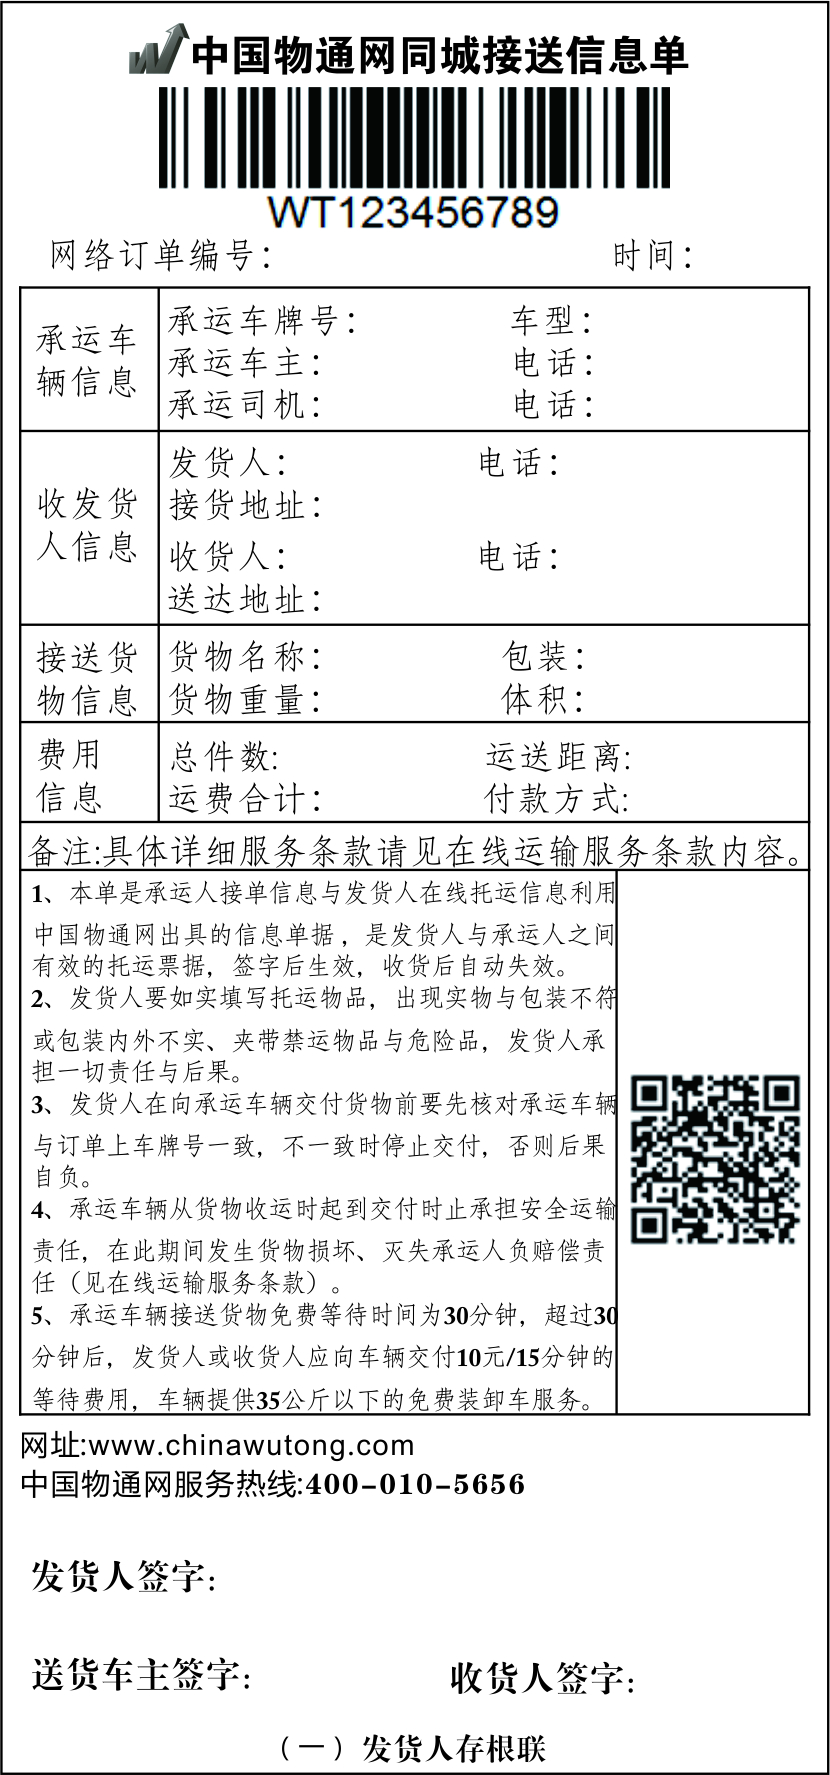 中国物通网同城接送信息单
WT123456789
网络订单编号： 时间：
承运车辆信息
承运车牌号： 车型：
承运车主： 电话：
承运司机： 电话：
收发货人信息
发货人： 电话：
接货地址：
收货人： 电话：
送达地址：
接送货物信息
货物名称： 包装：
货物重量： 体积：
费用信息
总件数: 运送距离:
运费合计： 付款方式:
备注:具体详细服务条款请见在线运输服务条款内容。
1、本单是承运人接单信息与发货人在线托运信息利用
中国物通网出具的信息单据，是发货人与承运人之间
有效的托运票据，签字后生效，收货后自动失效。
2、发货人要如实填写托运物品，出现实物与包装不符
或包装内外不实、夹带禁运物品与危险品，发货人承
担一切责任与后果。
3、发货人在向承运车辆交付货物前要先核对承运车辆
与订单上车牌号一致，不一致时停止交付，否则后果
自负。
4、承运车辆从货物收运时起到交付时止承担安全运输
责任，在此期间发生货物损坏、灭失承运人负赔偿责
任（见在线运输服务条款）。
5、承运车辆接送货物免费等待时间为30分钟，超过30
分钟后，发货人或收货人应向车辆交付10元/15分钟的
等待费用，车辆提供35公斤以下的免费装卸车服务。
网址:www.chinawutong.com
中国物通网服务热线:400-010-5656
发货人签字:
送货车主签字: 收货人签字:
（一）发货人存根联